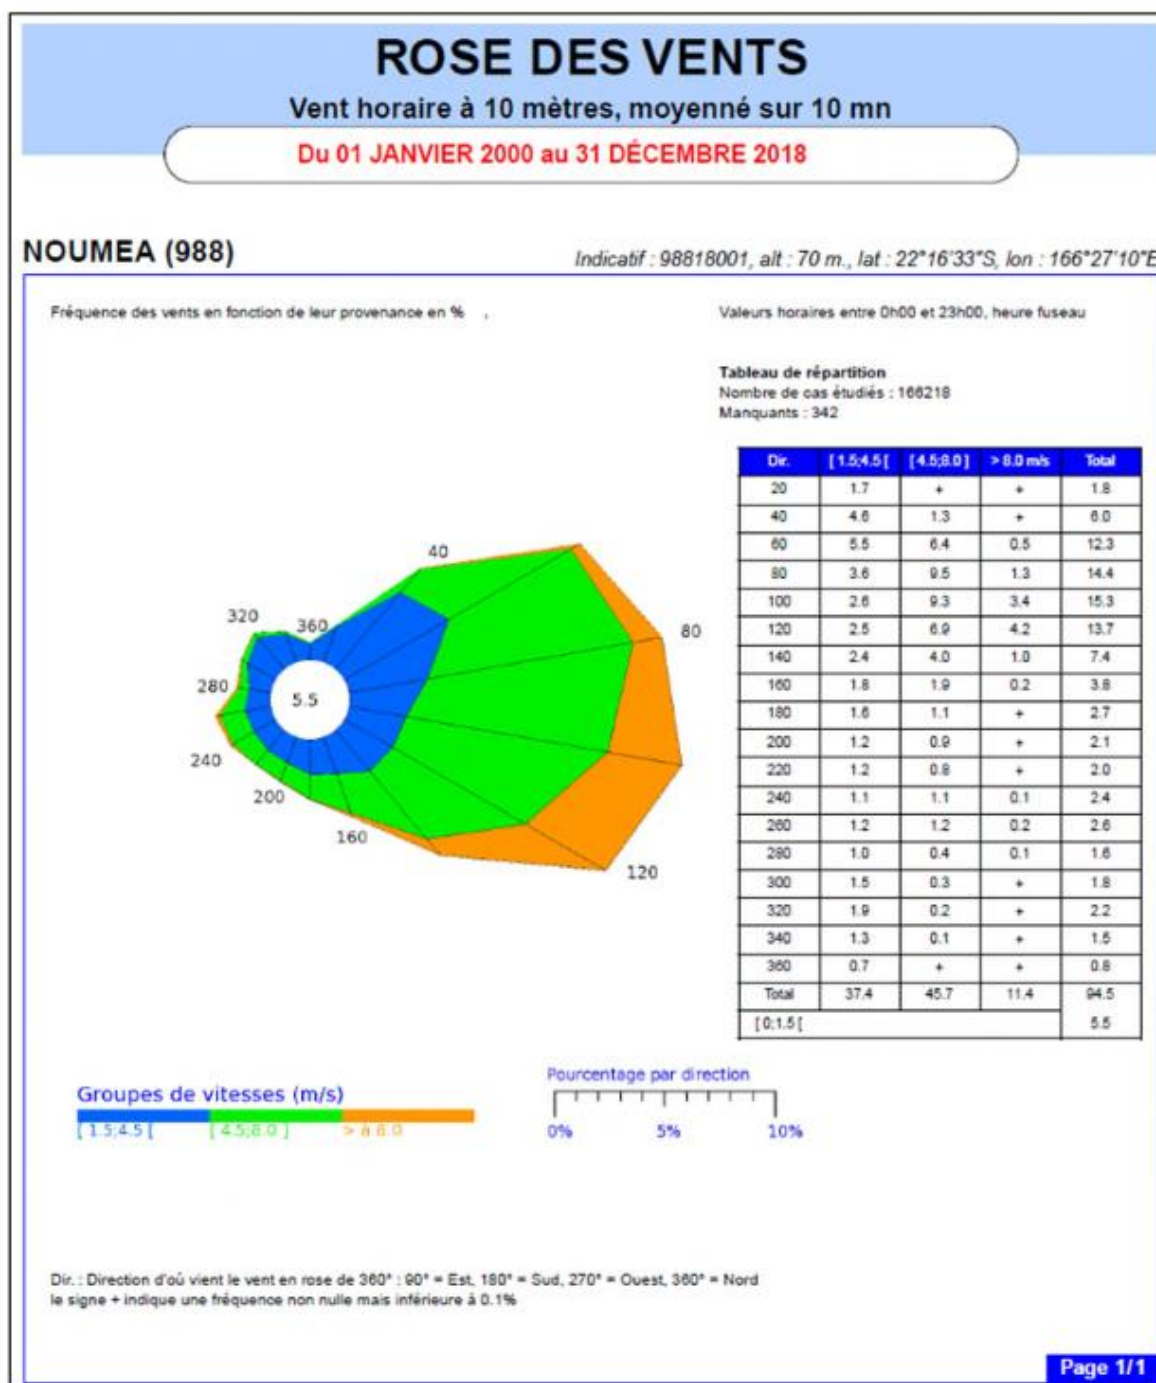 ROSE DES VENTS
Vent horaire à 10 mètres, moyenné sur 10 mn
Du 01 JANVIER 2000 au 31 DÉCEMBRE 2018
NOUMEA (988)
Indicatif : 98818001, alt : 70 m., lat : 22°16'33"S, lon : 166°27'10"E
Fréquence des vents en fonction de leur provenance en % ,
Valeurs horaires entre 0h00 et 23h00, heure fuseau
Tableau de répartition
Nombre de cas étudiés : 166218
Manquants : 342
Dir. [ 1.5;4.5 [ [ 4.5;8.0 ] > 8.0 m/s Total
20 1.7 + + 1.8
40 4.6 1.3 + 6.0
60 5.5 6.4 0.5 12.3
80 3.6 9.5 1.3 14.4
100 2.6 9.3 3.4 15.3
120 2.5 6.9 4.2 13.7
140 2.4 4.0 1.0 7.4
160 1.8 1.9 0.2 3.8
180 1.6 1.1 + 2.7
200 1.2 0.9 + 2.1
220 1.2 0.8 + 2.0
240 1.1 1.1 0.1 2.4
260 1.2 1.2 0.2 2.6
280 1.0 0.4 0.1 1.6
300 1.5 0.3 + 1.8
320 1.9 0.2 + 2.2
340 1.3 0.1 + 1.5
360 0.7 + + 0.8
Total 37.4 45.7 11.4 94.5
[ 0;1.5 [ 5.5
40
320
360
80
280
5.5
240
200
160
120
Groupes de vitesses (m/s)
[ 1.5;4.5 [ [ 4.5;8.0 ] > à 8.0
Pourcentage par direction
0% 5% 10%
Dir. : Direction d'où vient le vent en rose de 360° : 90° = Est, 180° = Sud, 270° = Ouest, 360° = Nord
le signe + indique une fréquence non nulle mais inférieure à 0.1%
Page 1/1